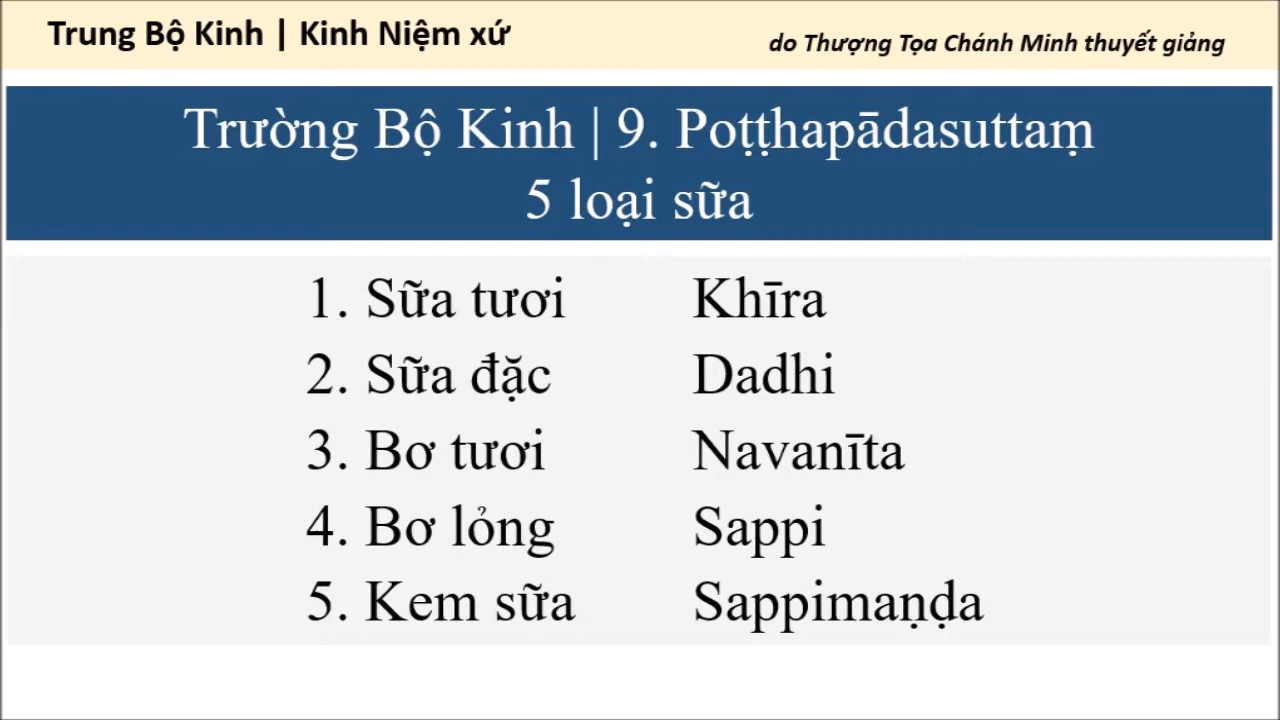 Trung Bộ Kinh | Kinh Niệm xứ
do Thượng Tọa Chánh Minh thuyết giảng
Trường Bộ Kinh | 9. Poṭṭhapādasuttaṃ
5 loại sữa
1. Sữa tươi Khīra
2. Sữa đặc Dadhi
3. Bơ tươi Navanīta
4. Bơ lỏng Sappi
5. Kem sữa Sappimaṇḍa